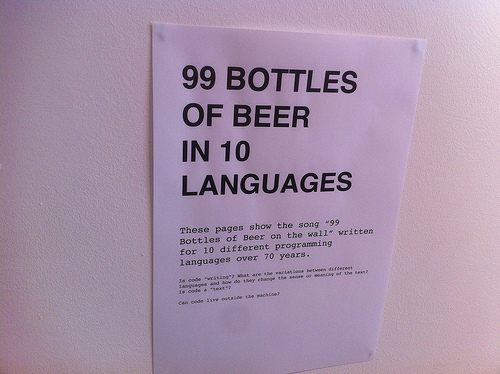 99 BOTTLES
OF BEER
IN 10
LANGUAGES
These pages show the song "99
Bottles of Beer on the wall" written
for 10 different programming
languages over 70 years.
Is code "writing"? What are the variations between different
languages and how do they change the sense or meaning of the text?
Is code a "text"?
Can code live outside the machine?